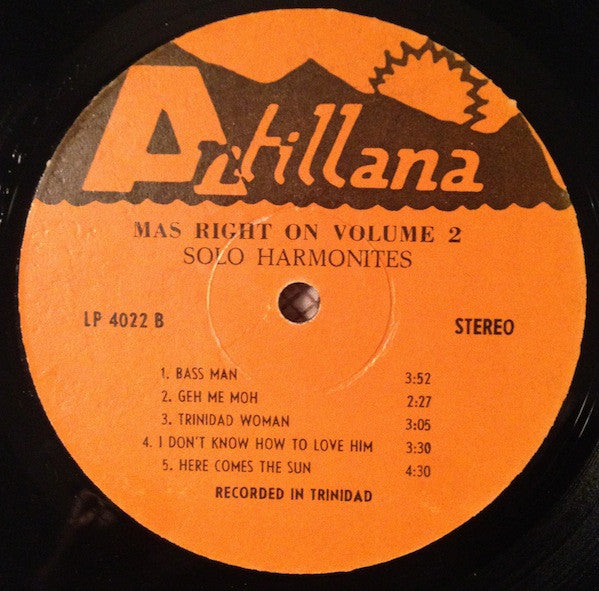 Antillana
MAS RIGHT ON VOLUME 2
SOLO HARMONITES
LP 4022 B
STEREO
1. BASS MAN 3:52
2. GEH ME MOH 2:27
3. TRINIDAD WOMAN 3:05
4. I DON'T KNOW HOW TO LOVE HIM 3:30
5. HERE COMES THE SUN 4:30
RECORDED IN TRINIDAD